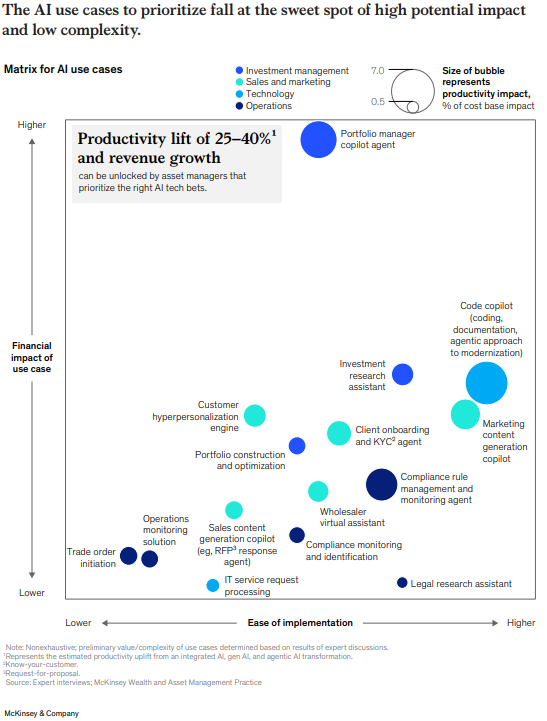 The AI use cases to prioritize fall at the sweet spot of high potential impact
and low complexity.
Matrix for AI use cases
Investment management
Sales and marketing
Technology
Operations
7.0
0.5
Size of bubble
represents
productivity impact,
% of cost base impact
Higher
Productivity lift of 25–40%¹
and revenue growth
can be unlocked by asset managers that
prioritize the right AI tech bets.
Portfolio manager
copilot agent
Code copilot
(coding,
documentation,
agentic approach
to modernization)
Financial
impact of
use case
Investment
research
assistant
Customer
hyperpersonalization
engine
Client onboarding
and KYC² agent
Marketing
content
generation
copilot
Portfolio construction
and optimization
Compliance rule
management and
monitoring agent
Wholesaler
virtual assistant
Sales content
generation copilot
(eg, RFP³ response
agent)
Operations
monitoring
solution
Trade order
initiation
Compliance monitoring
and identification
IT service request
processing
Legal research assistant
Lower
Lower
Ease of implementation
Higher
Note: Nonexhaustive; preliminary value/complexity of use cases determined based on results of expert discussions.
¹Represents the estimated productivity uplift from an integrated AI, gen AI, and agentic AI transformation.
²Know-your-customer.
³Request-for-proposal.
Source: Expert interviews; McKinsey Wealth and Asset Management Practice
McKinsey & Company